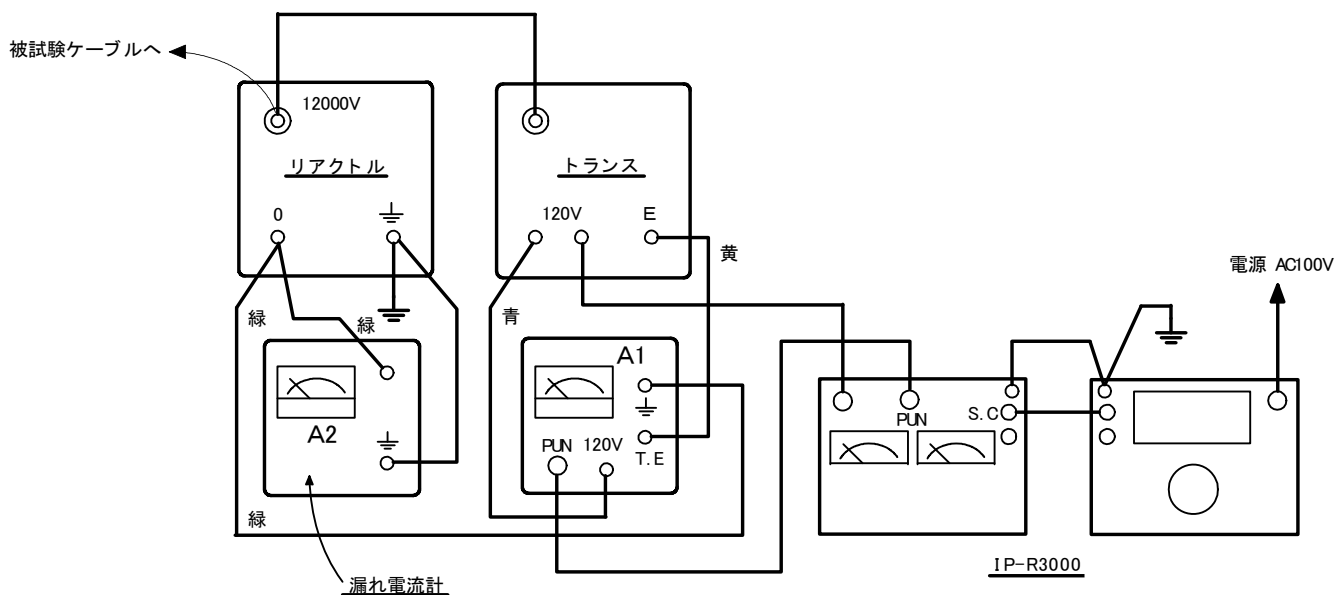 被試験ケーブルへ
12000V
リアクトル
0
トランス
120V
E
黄
電源 AC100V
緑
緑
青
A1
A2
PUN
120V
T.E
PUN
S.C
緑
漏れ電流計
IP-R3000